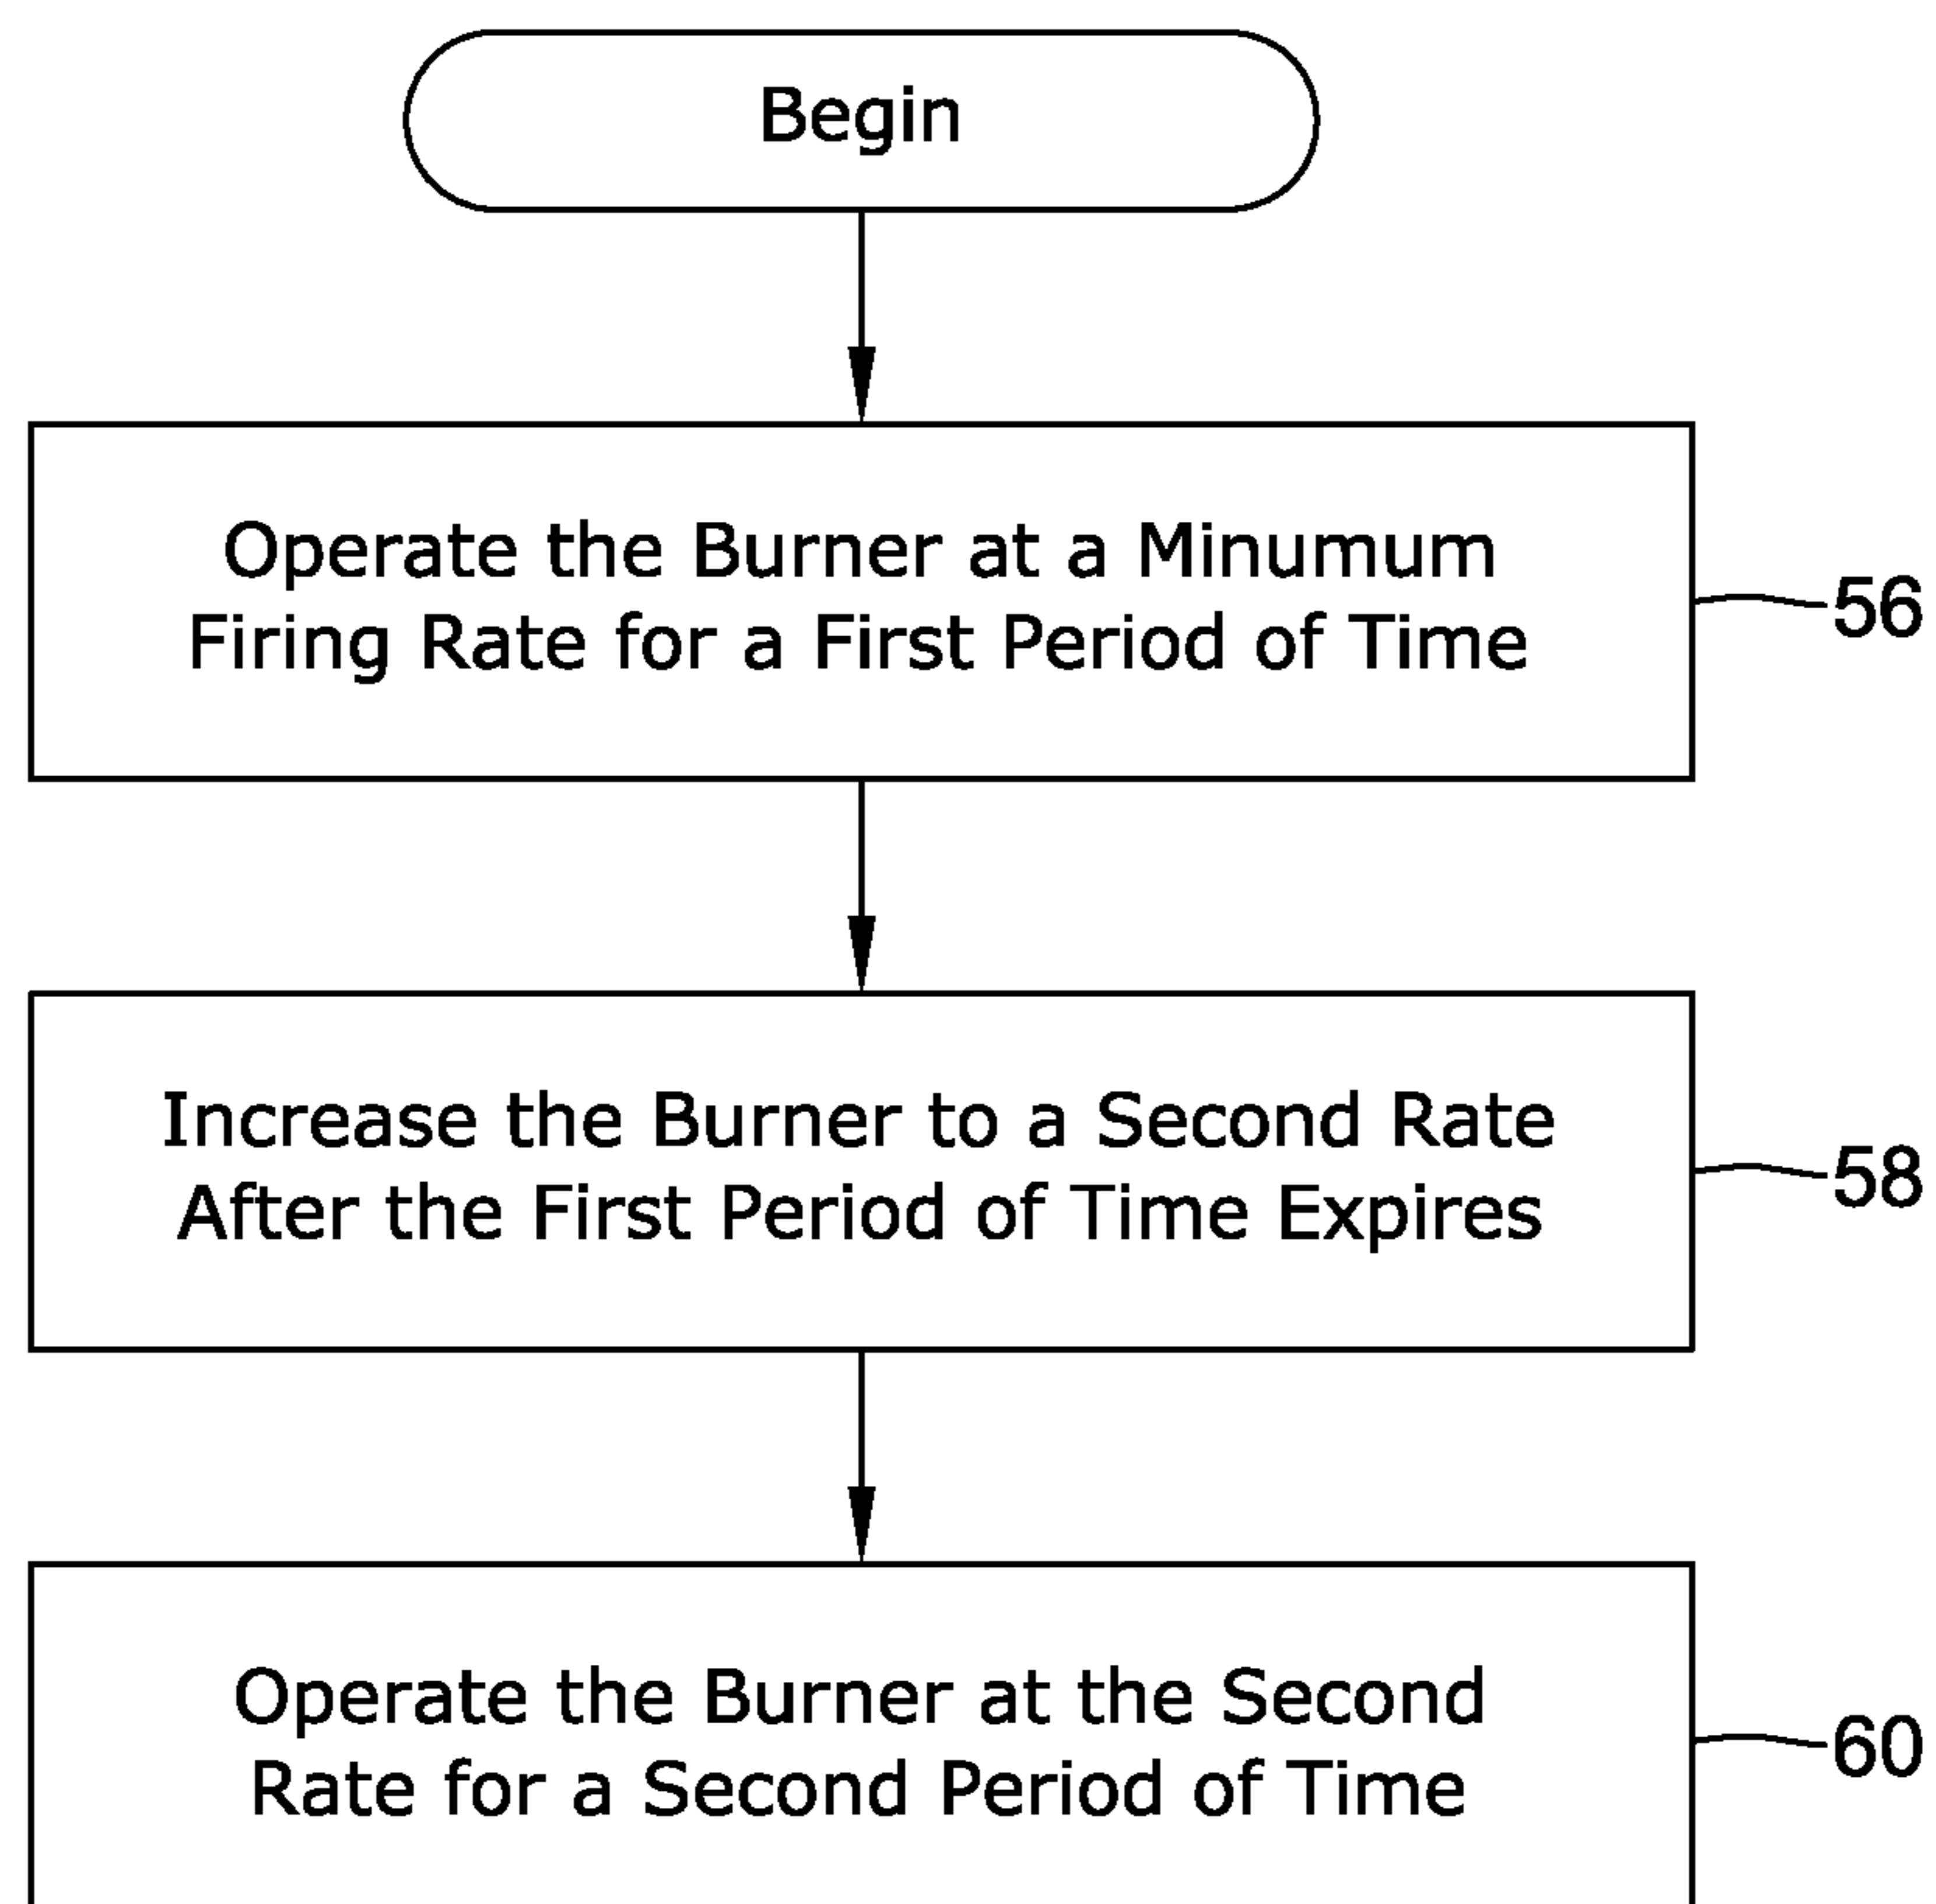 Begin
Operate the Burner at a Minumum
Firing Rate for a First Period of Time
56
Increase the Burner to a Second Rate
After the First Period of Time Expires
58
Operate the Burner at the Second
Rate for a Second Period of Time
60